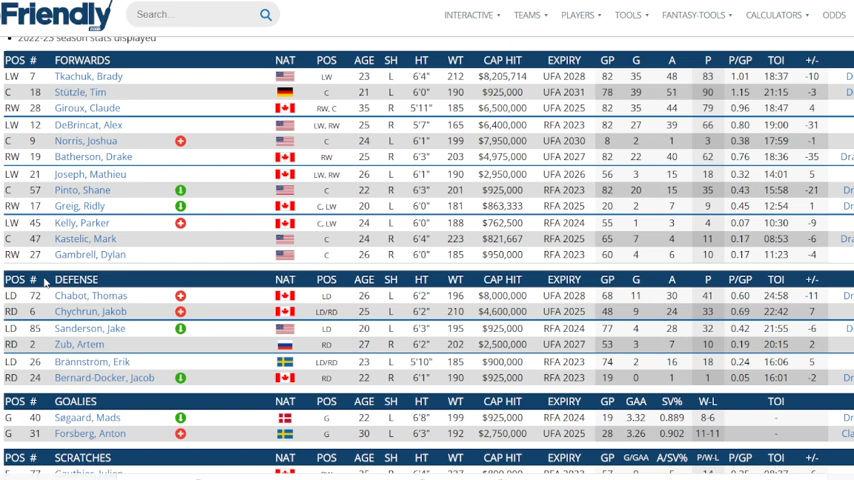 Friendly
.com
Search...
INTERACTIVE TEAMS PLAYERS TOOLS FANTASY-TOOLS CALCULATORS ODDS
2022-23 season stats displayed
POS # FORWARDS NAT POS AGE SH HT WT CAP HIT EXPIRY GP G A P P/GP TOI +/-
LW 7 Tkachuk, Brady LW 23 L 6'4" 212 $8,205,714 UFA 2028 82 35 48 83 1.01 18:37 -10
C 18 Stützle, Tim C 21 L 6'0" 190 $925,000 UFA 2031 78 39 51 90 1.15 21:15 -3
RW 28 Giroux, Claude RW, C 35 R 5'11" 185 $6,500,000 UFA 2025 82 35 44 79 0.96 18:47 4
LW 12 DeBrincat, Alex LW, RW 25 R 5'7" 165 $6,400,000 RFA 2023 82 27 39 66 0.80 19:00 -31
C 9 Norris, Joshua C 24 L 6'1" 199 $7,950,000 UFA 2030 8 2 1 3 0.38 17:59 -1
RW 19 Batherson, Drake RW 25 R 6'3" 203 $4,975,000 UFA 2027 82 22 40 62 0.76 18:36 -35
LW 21 Joseph, Mathieu LW, RW 26 L 6'1" 190 $2,950,000 UFA 2026 56 3 15 18 0.32 14:01 5
C 57 Pinto, Shane C 22 R 6'3" 201 $925,000 RFA 2023 82 20 15 35 0.43 15:58 -21
RW 17 Greig, Ridly C, LW 20 L 6'0" 181 $863,333 RFA 2025 20 2 7 9 0.45 12:54 1
LW 45 Kelly, Parker C, LW 24 L 6'0" 188 $762,500 RFA 2024 55 1 3 4 0.07 10:30 -9
C 47 Kastelic, Mark C 24 R 6'4" 223 $821,667 RFA 2025 65 7 4 11 0.17 08:53 -6
RW 27 Gambrell, Dylan C 26 R 6'0" 185 $950,000 RFA 2023 60 4 6 10 0.17 11:23 -4
POS # DEFENSE NAT POS AGE SH HT WT CAP HIT EXPIRY GP G A P P/GP TOI +/-
LD 72 Chabot, Thomas LD 26 L 6'2" 196 $8,000,000 UFA 2028 68 11 30 41 0.60 24:58 -11
RD 6 Chychrun, Jakob LD/RD 25 L 6'2" 210 $4,600,000 UFA 2025 48 9 24 33 0.69 22:42 7
LD 85 Sanderson, Jake LD 20 L 6'3" 185 $925,000 RFA 2024 77 4 28 32 0.42 21:55 -6
RD 2 Zub, Artem RD 27 R 6'2" 202 $2,500,000 UFA 2027 53 3 7 10 0.19 20:15 2
LD 26 Brännström, Erik LD/RD 23 L 5'10" 185 $900,000 RFA 2023 74 2 16 18 0.24 16:06 5
RD 24 Bernard-Docker, Jacob RD 22 R 6'1" 190 $925,000 RFA 2023 19 0 1 1 0.05 16:01 -2
POS # GOALIES NAT POS AGE SH HT WT CAP HIT EXPIRY GP GAA SV% W-L TOI
G 40 Søgaard, Mads G 22 L 6'8" 199 $925,000 RFA 2024 19 3.32 0.889 8-6 -
G 31 Forsberg, Anton G 30 L 6'3" 192 $2,750,000 UFA 2025 28 3.26 0.902 11-11 -
POS # SCRATCHES NAT POS AGE SH HT WT CAP HIT EXPIRY GP G/GAA A/SV% P/W-L P/GP TOI +/-